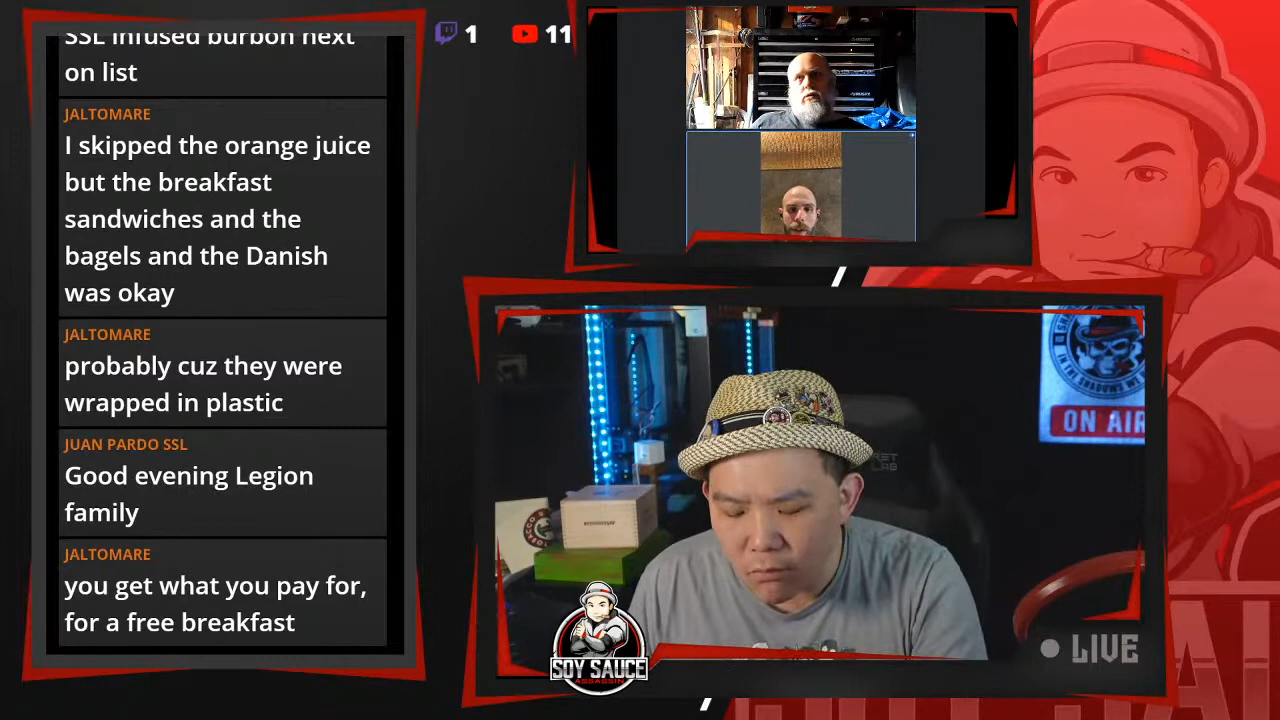 SSL infused burbon next
on list
JALTOMARE
I skipped the orange juice
but the breakfast
sandwiches and the
bagels and the Danish
was okay
JALTOMARE
probably cuz they were
wrapped in plastic
JUAN PARDO SSL
Good evening Legion
family
JALTOMARE
you get what you pay for,
for a free breakfast
1
11
ON AIR
SOY SAUCE
ASSASSIN
LIVE